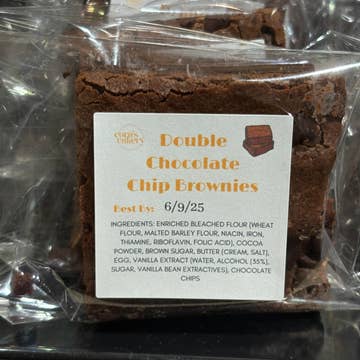 Double
Chocolate
Chip Brownies
Best By: 6/9/25
INGREDIENTS: ENRICHED BLEACHED FLOUR (WHEAT
FLOUR, MALTED BARLEY FLOUR, NIACIN, IRON,
THIAMINE, RIBOFLAVIN, FOLIC ACID), COCOA
POWDER, BROWN SUGAR, BUTTER (CREAM, SALT),
EGG, VANILLA EXTRACT (WATER, ALCOHOL (35%),
SUGAR, VANILLA BEAN EXTRACTIVES), CHOCOLATE
CHIPS